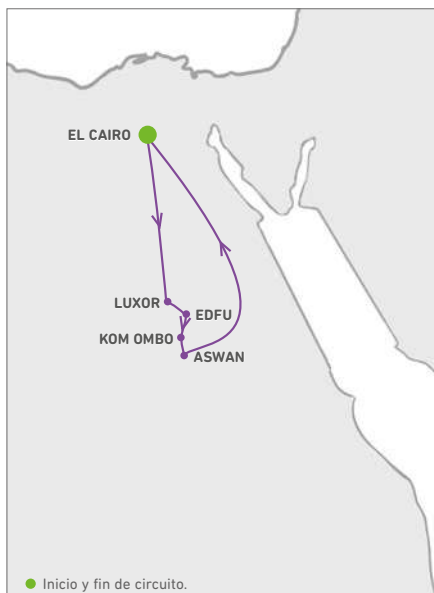 EL CAIRO
LUXOR
EDFU
KOM OMBO
ASWAN
Inicio y fin de circuito.